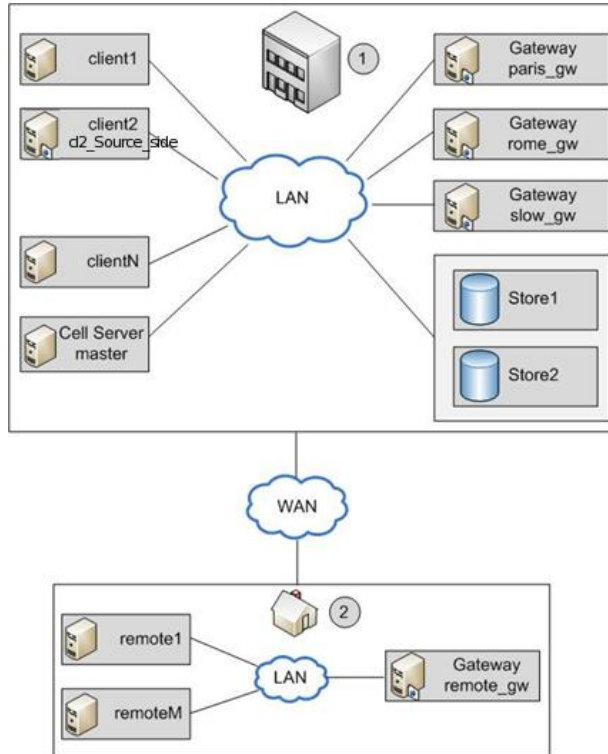 client1
1
Gateway
paris_gw
client2
cl2_Source_side
Gateway
rome_gw
LAN
Gateway
slow_gw
clientN
Store1
Cell Server
master
Store2
WAN
2
remote1
LAN
Gateway
remote_gw
remoteM